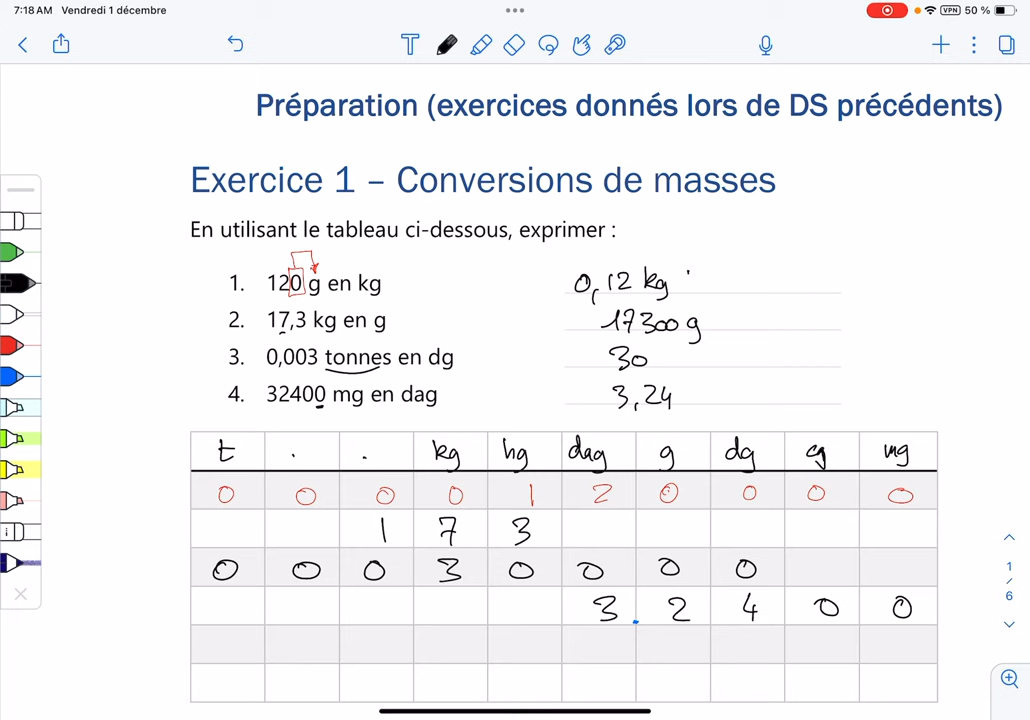 7:18 AM Vendredi 1 décembre
VPN 50 %
Préparation (exercices donnés lors de DS précédents)
Exercice 1 – Conversions de masses
En utilisant le tableau ci-dessous, exprimer :
1. 120 g en kg 0,12 kg
2. 17,3 kg en g 17300 g
3. 0,003 tonnes en dg 30
4. 32400 mg en dag 3,24
t . . kg hg dag g dg cg mg
0 0 0 0 1 2 0 0 0 0
1 7 3
0 0 0 3 0 0 0 0
3. 2 4 0 0
1
/
6